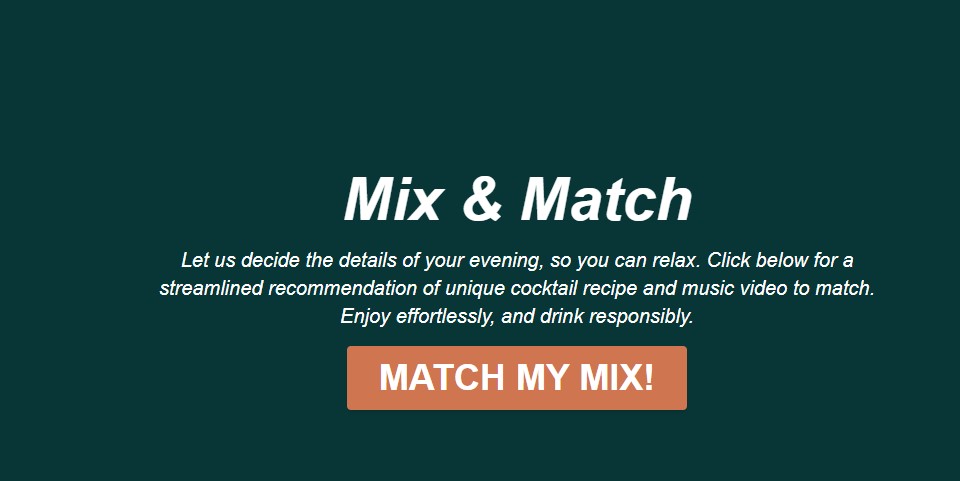 Mix & Match
Let us decide the details of your evening, so you can relax. Click below for a
streamlined recommendation of unique cocktail recipe and music video to match.
Enjoy effortlessly, and drink responsibly.
MATCH MY MIX!